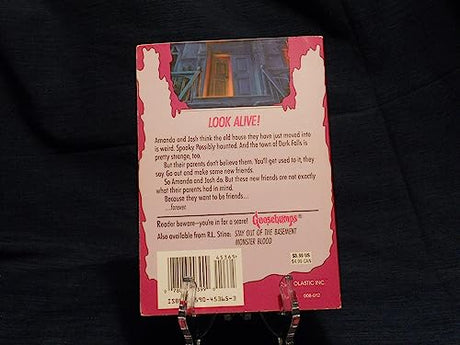 LOOK ALIVE!
Amanda and Josh think the old house they have just moved into
is weird. Spooky. Possibly haunted. And the town of Dark Falls is
pretty strange, too.
But their parents don't believe them. You'll get used to it, they
say. Go out and make some new friends.
So Amanda and Josh do. But these new friends are not exactly
what their parents had in mind.
Because they want to be friends...
...forever.
Reader beware–you're in for a scare! Goosebumps
Also available from R.L. Stine: STAY OUT OF THE BASEMENT
MONSTER BLOOD
45365
$4.99 CAN
SCHOLASTIC INC.
ISBN 590-45365-3